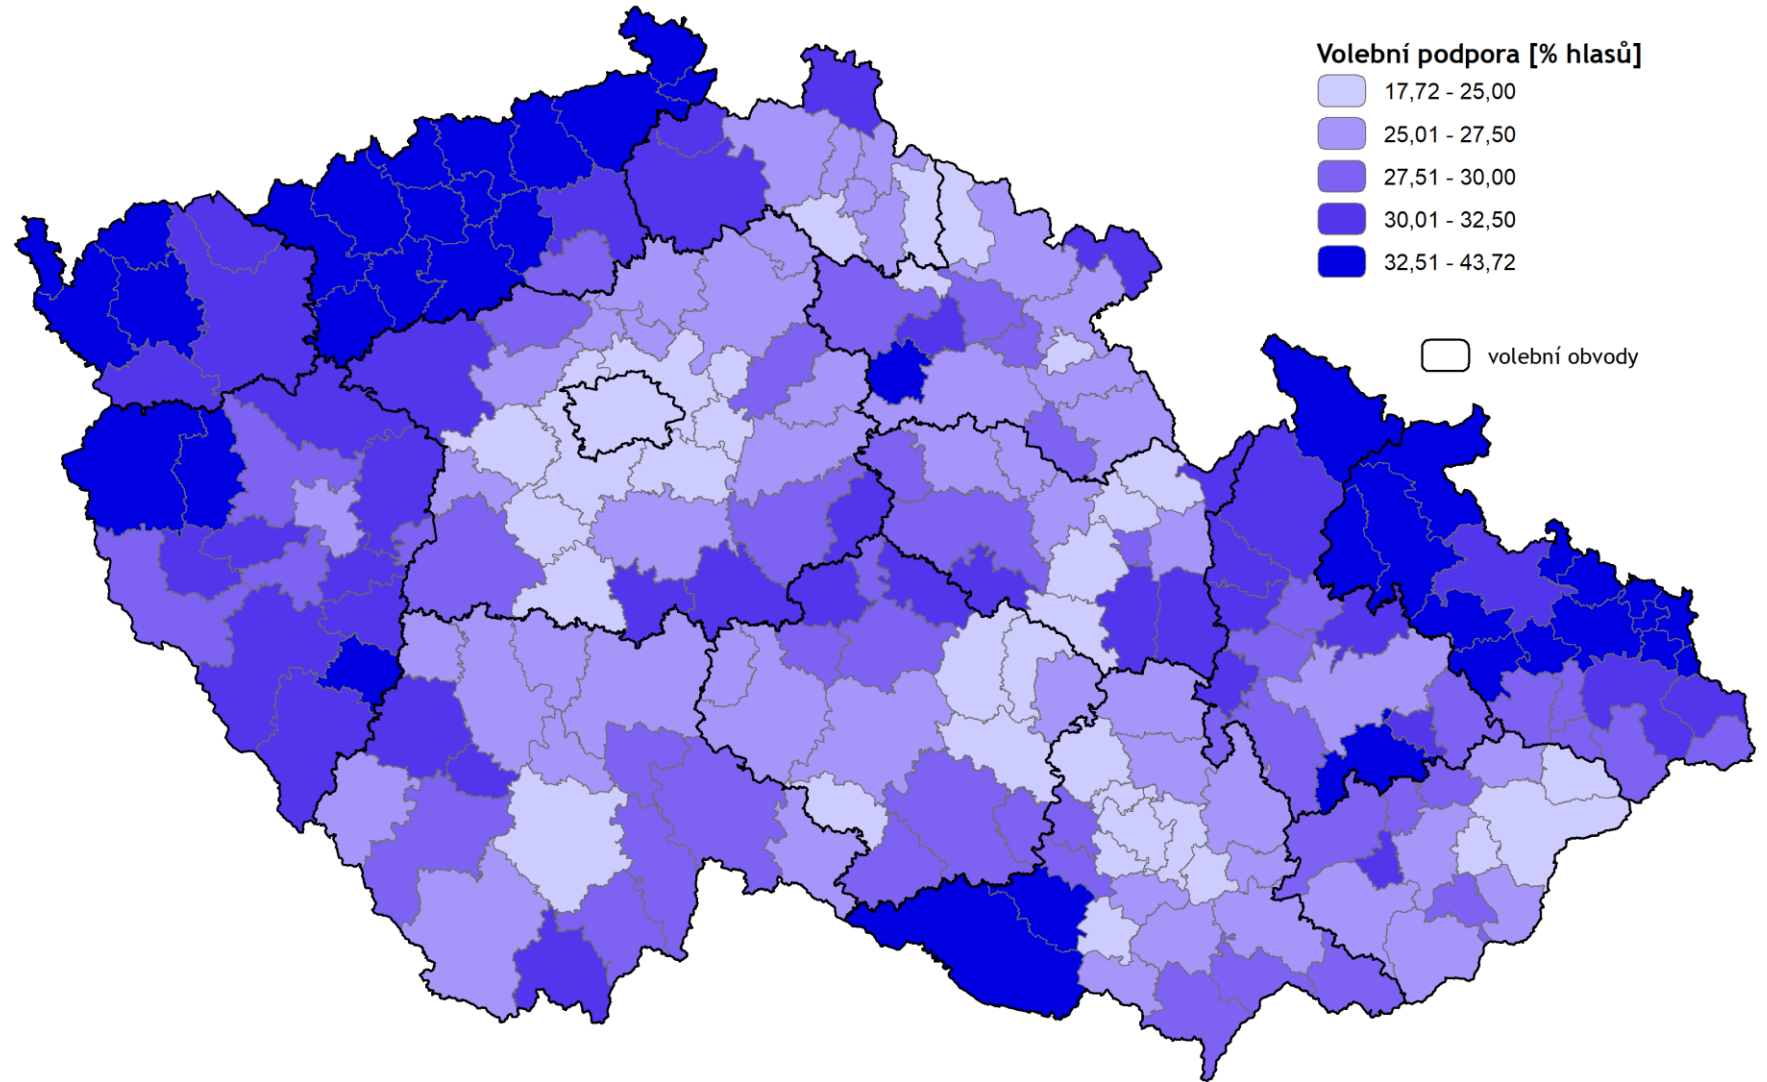 Volební podpora [% hlasů]
17,72 - 25,00
25,01 - 27,50
27,51 - 30,00
30,01 - 32,50
32,51 - 43,72
volební obvody